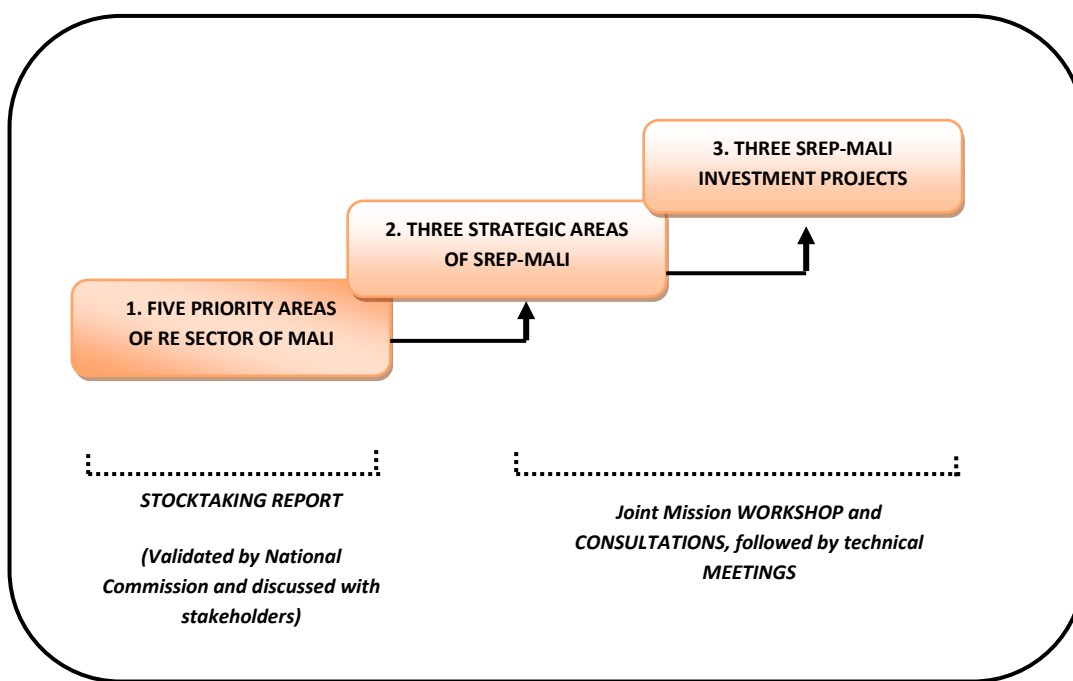 1. FIVE PRIORITY AREAS
OF RE SECTOR OF MALI
2. THREE STRATEGIC AREAS
OF SREP-MALI
3. THREE SREP-MALI
INVESTMENT PROJECTS
STOCKTAKING REPORT
(Validated by National
Commission and discussed with
stakeholders)
Joint Mission WORKSHOP and
CONSULTATIONS, followed by technical
MEETINGS